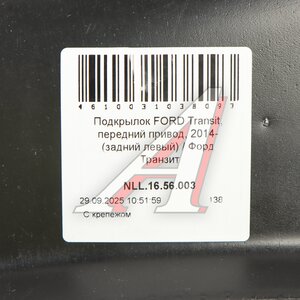 4610031038097
Подкрылок FORD Transit,
передний привод, 2014-
(задний левый) / Форд
Транзит
NLL.16.56.003
29.09.2025 10:51:59 138
С крепежом